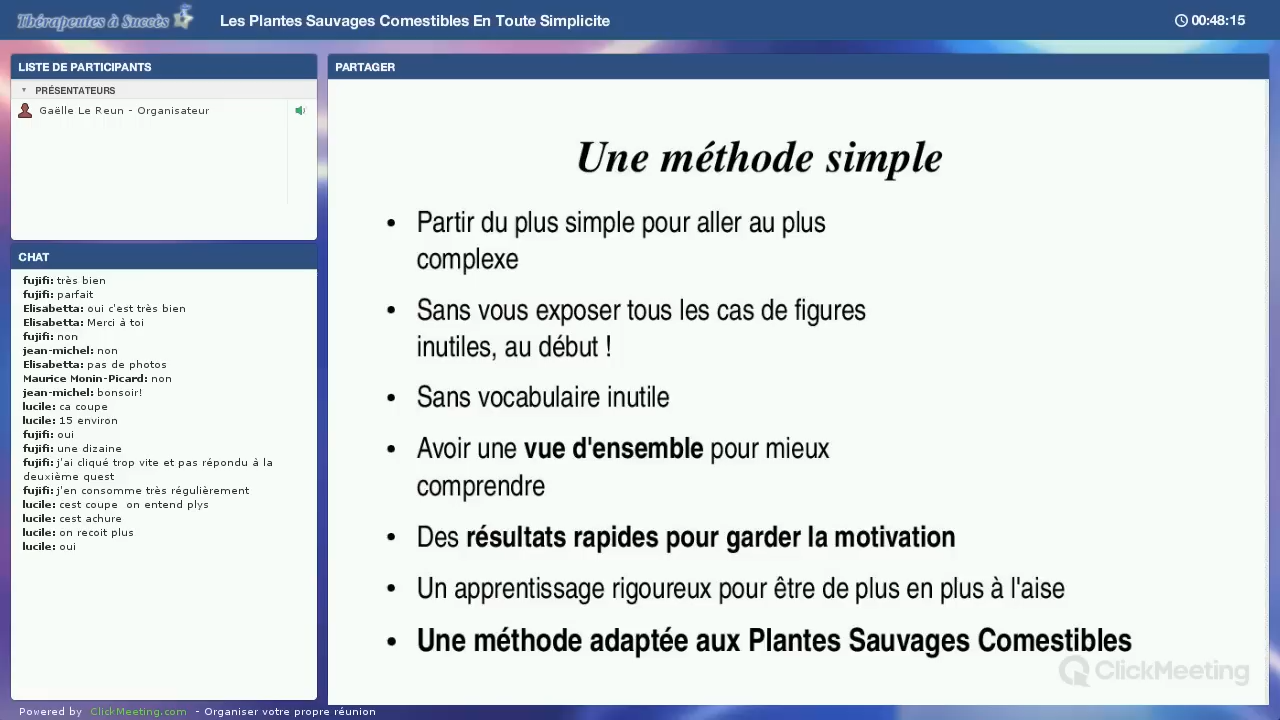 Thérapeutes à Succès
Les Plantes Sauvages Comestibles En Toute Simplicite
00:48:15
LISTE DE PARTICIPANTS
PRÉSENTATEURS
Gaëlle Le Reun - Organisateur
CHAT
fujifi: très bien
fujifi: parfait
Elisabetta: oui c'est très bien
Elisabetta: Merci à toi
fujifi: non
jean-michel: non
Elisabetta: pas de photos
Maurice Monin-Picard: non
jean-michel: bonsoir!
lucile: ca coupe
lucile: 15 environ
fujifi: oui
fujifi: une dizaine
fujifi: j'ai cliqué trop vite et pas répondu à la
deuxième quest
fujifi: j'en consomme très régulièrement
lucile: cest coupe on entend plys
lucile: cest achure
lucile: on recoit plus
lucile: oui
PARTAGER
Une méthode simple
• Partir du plus simple pour aller au plus
complexe
• Sans vous exposer tous les cas de figures
inutiles, au début !
• Sans vocabulaire inutile
• Avoir une vue d'ensemble pour mieux
comprendre
• Des résultats rapides pour garder la motivation
• Un apprentissage rigoureux pour être de plus en plus à l'aise
• Une méthode adaptée aux Plantes Sauvages Comestibles
ClickMeeting
Powered by ClickMeeting.com - Organiser votre propre réunion